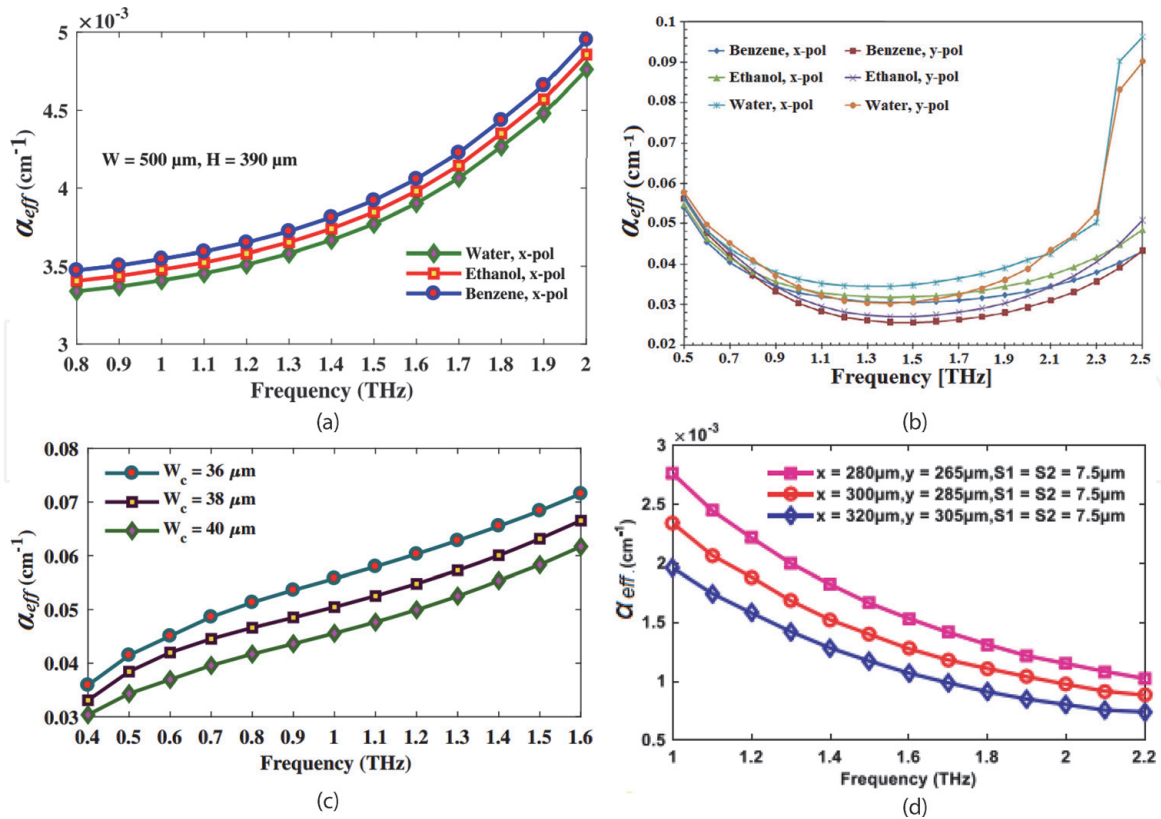 ×10⁻³
5
4.5
4
3.5
3
αeff (cm⁻¹)
W = 500 µm, H = 390 µm
Water, x-pol
Ethanol, x-pol
Benzene, x-pol
0.8 0.9 1 1.1 1.2 1.3 1.4 1.5 1.6 1.7 1.8 1.9 2
Frequency (THz)
(a)
0.1
0.09
0.08
0.07
0.06
0.05
0.04
0.03
0.02
αeff (cm⁻¹)
Benzene, x-pol Benzene, y-pol
Ethanol, x-pol Ethanol, y-pol
Water, x-pol Water, y-pol
0.5 0.7 0.9 1.1 1.3 1.5 1.7 1.9 2.1 2.3 2.5
Frequency [THz]
(b)
0.08
0.07
0.06
0.05
0.04
0.03
αeff (cm⁻¹)
Wc = 36 µm
Wc = 38 µm
Wc = 40 µm
0.4 0.5 0.6 0.7 0.8 0.9 1 1.1 1.2 1.3 1.4 1.5 1.6
Frequency (THz)
(c)
×10⁻³
3
2.5
2
1.5
1
0.5
αeff.(cm⁻¹)
x = 280µm,y = 265µm,S1 = S2 = 7.5µm
x = 300µm,y = 285µm,S1 = S2 = 7.5µm
x = 320µm,y = 305µm,S1 = S2 = 7.5µm
1 1.2 1.4 1.6 1.8 2 2.2
Frequency (THz)
(d)